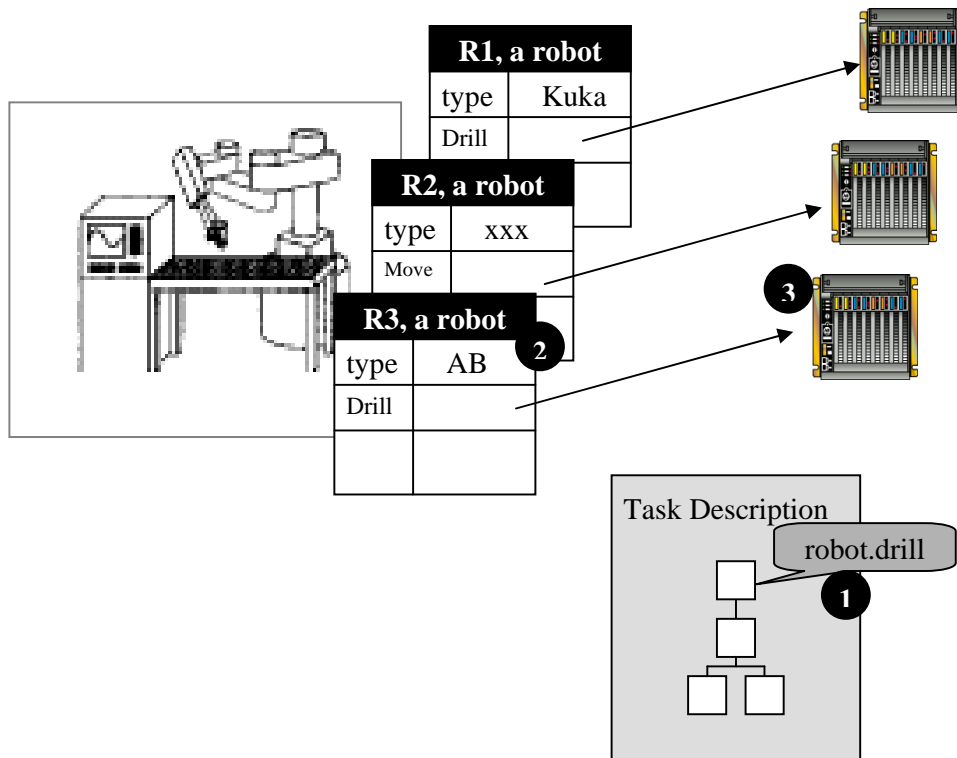 R1, a robot
type Kuka
Drill
R2, a robot
type xxx
Move
R3, a robot
2
type AB
Drill
3
Task Description
robot.drill
1